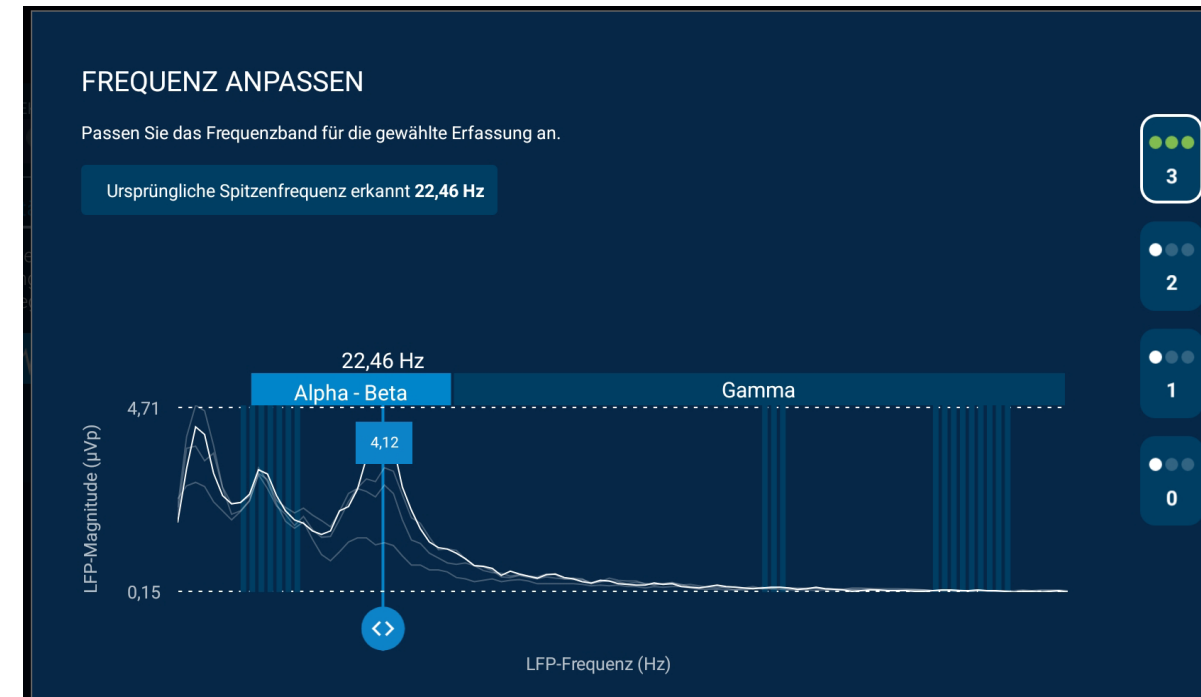 FREQUENZ ANPASSEN
Passen Sie das Frequenzband für die gewählte Erfassung an.
Ursprüngliche Spitzenfrequenz erkannt 22,46 Hz
3
2
1
0
22,46 Hz
Alpha - Beta
Gamma
4,71
4,12
LFP-Magnitude (µVp)
0,15
LFP-Frequenz (Hz)